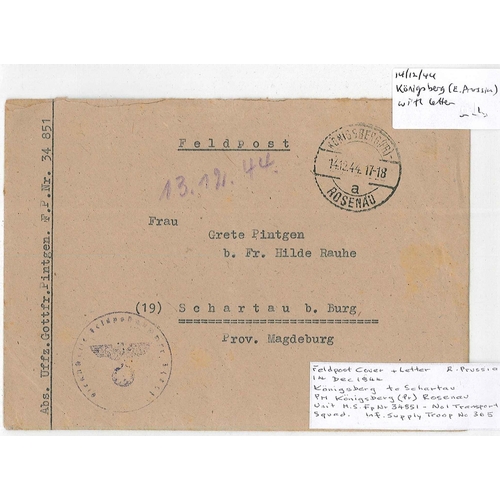 14/12/44
Königsberg (E. Prussia)
with letter
Abs. Uffz. Gottfr. Pintgen. F.P.Nr. 34 851
Feldpost
13.12.44.
KÖNIGSBERG (PR)
14.12.44.17-18
a
ROSENAU
Frau
Grete Pintgen
b. Fr. Hilde Rauhe
(19) Schartau b. Burg
Prov. Magdeburg
Feldpost Cover + Letter E. Prussia
14 Dec 1944
Königsberg to Schartau
PM Königsberg (Pr) Rosenau
Unit H.S. Fp Nr 34851 - No1 Transport
Squad. Inf. Supply Troop No 365